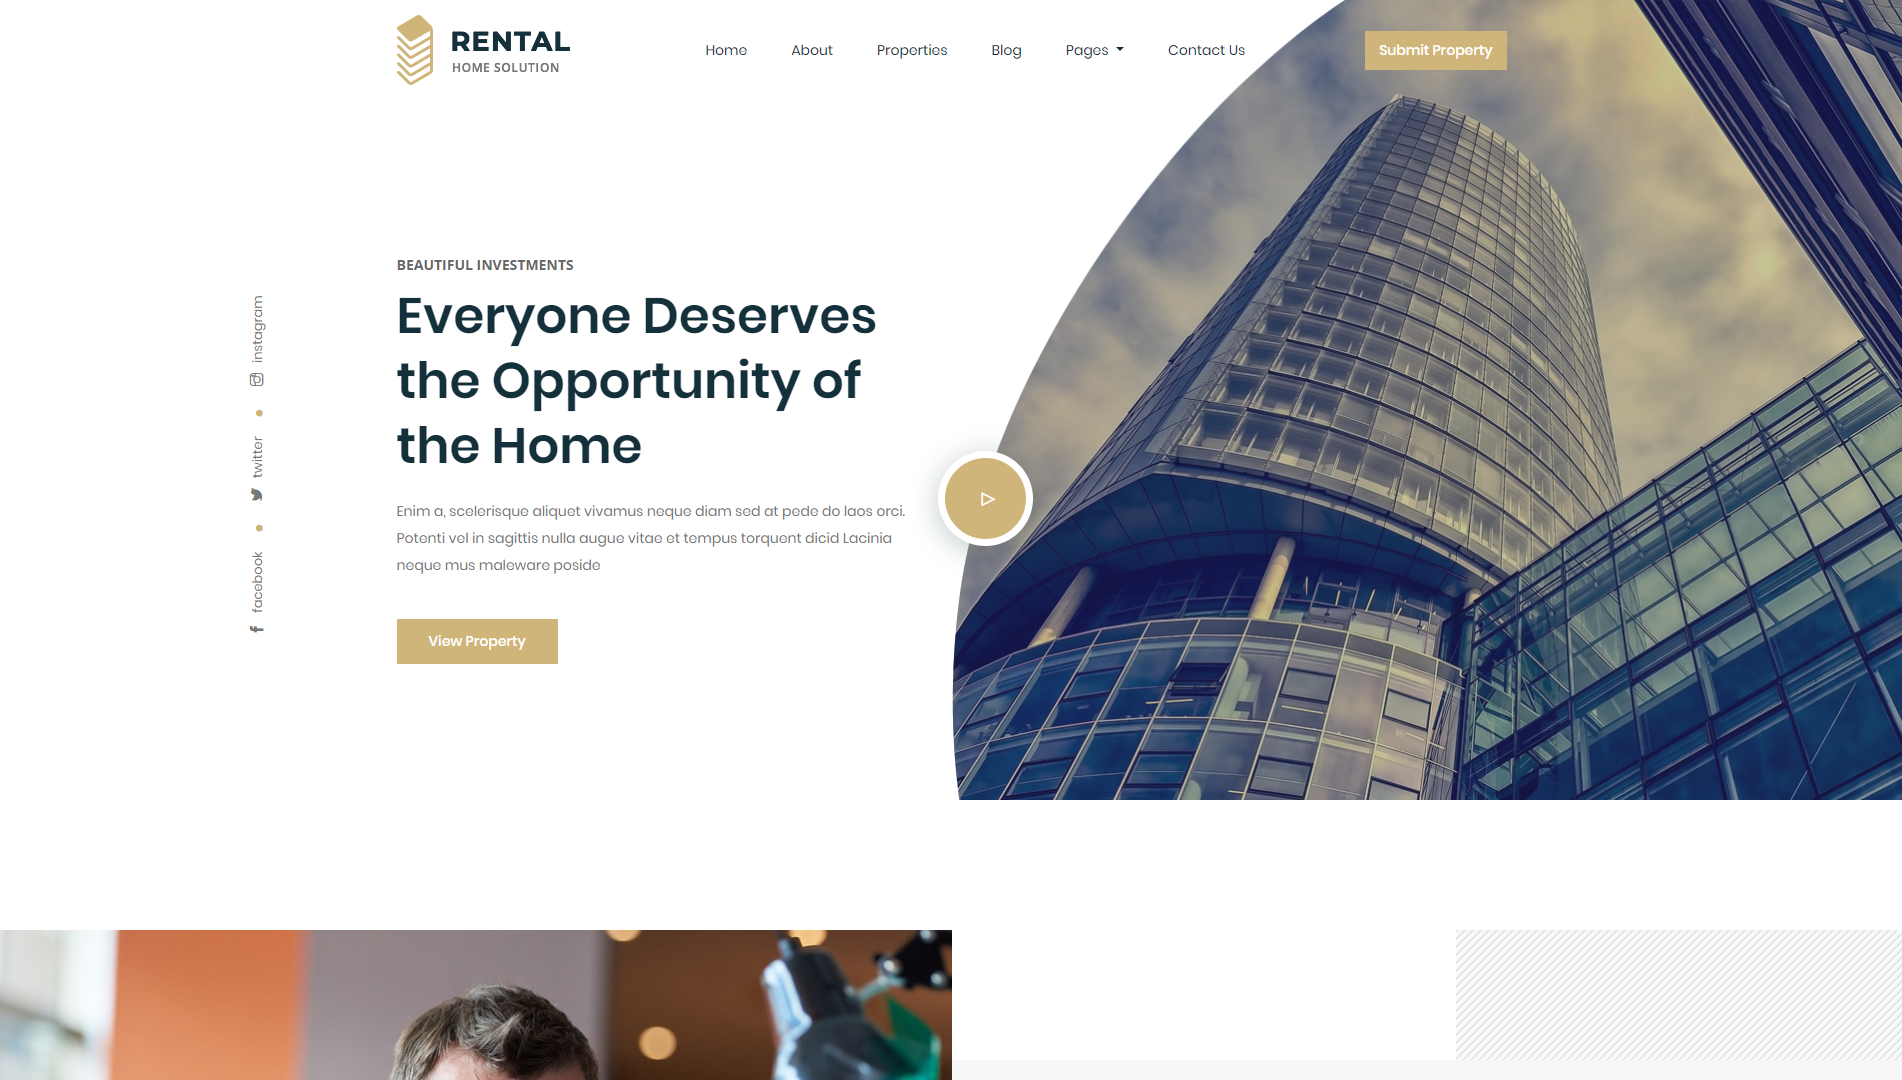 RENTAL
HOME SOLUTION
Home
About
Properties
Blog
Pages
Contact Us
Submit Property
BEAUTIFUL INVESTMENTS
Everyone Deserves
the Opportunity of
the Home
Enim a, scelerisque aliquet vivamus neque diam sed at pede do laos orci.
Potenti vel in sagittis nulla augue vitae et tempus torquent dicid Lacinia
neque mus maleware poside
View Property
facebook
twitter
instagram